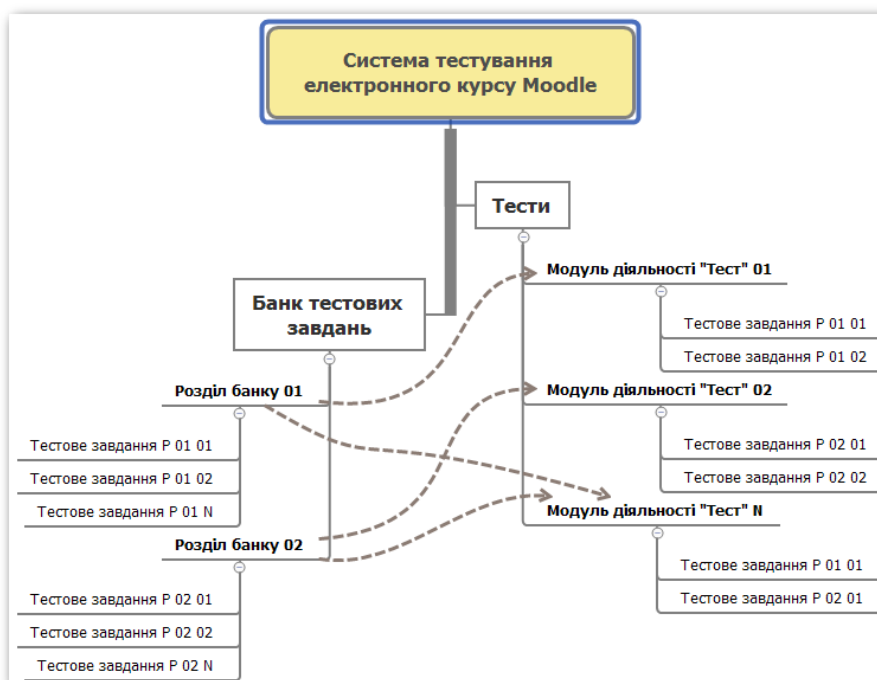 Система тестування
електронного курсу Moodle
Тести
Модуль діяльності "Тест" 01
Тестове завдання Р 01 01
Тестове завдання Р 01 02
Модуль діяльності "Тест" 02
Тестове завдання Р 02 01
Тестове завдання Р 02 02
Модуль діяльності "Тест" N
Тестове завдання Р 01 01
Тестове завдання Р 02 01
Банк тестових
завдань
Розділ банку 01
Тестове завдання Р 01 01
Тестове завдання Р 01 02
Тестове завдання Р 01 N
Розділ банку 02
Тестове завдання Р 02 01
Тестове завдання Р 02 02
Тестове завдання Р 02 N